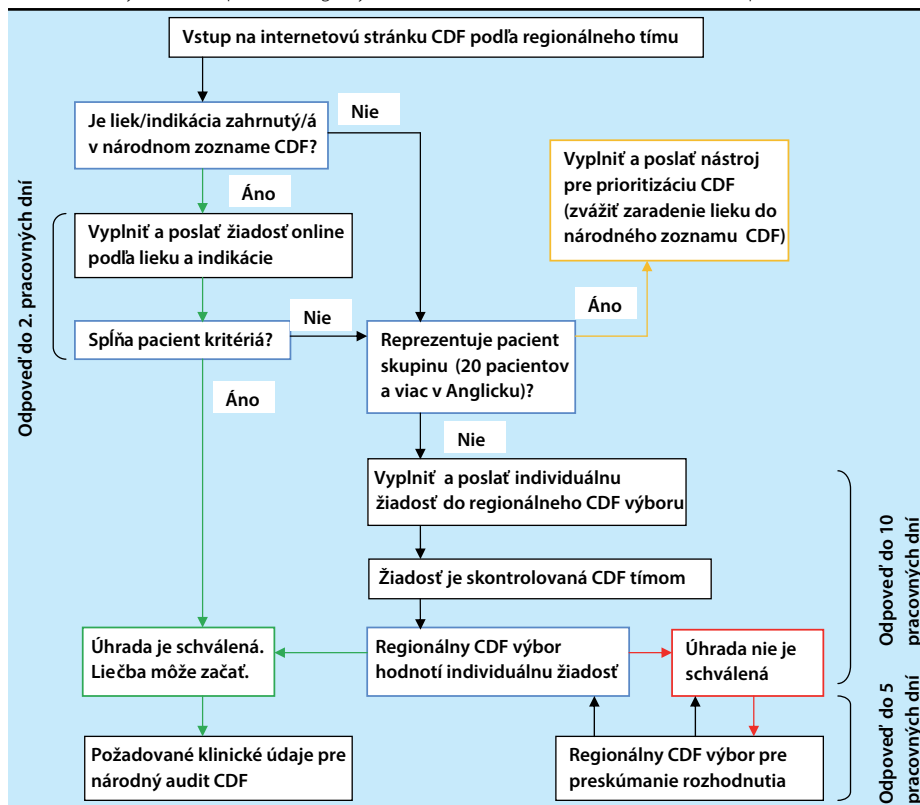 Vstup na internetovú stránku CDF podľa regionálneho tímu
Je liek/indikácia zahrnutý/á
v národnom zozname CDF?
Nie
Áno
Vyplniť a poslať nástroj
pre prioritizáciu CDF
(zvážiť zaradenie lieku do
národného zoznamu CDF)
Odpoveď do 2. pracovných dní
Vyplniť a poslať žiadosť online
podľa lieku a indikácie
Spĺňa pacient kritériá?
Nie
Reprezentuje pacient
skupinu (20 pacientov
a viac v Anglicku)?
Áno
Áno
Nie
Vyplniť a poslať individuálnu
žiadosť do regionálneho CDF výboru
Žiadosť je skontrolovaná CDF tímom
Odpoveď do 10
pracovných dní
Úhrada je schválená.
Liečba môže začať.
Regionálny CDF výbor
hodnotí individuálnu žiadosť
Úhrada nie je
schválená
Požadované klinické údaje pre
národný audit CDF
Regionálny CDF výbor pre
preskúmanie rozhodnutia
Odpoveď do 5
pracovných dní